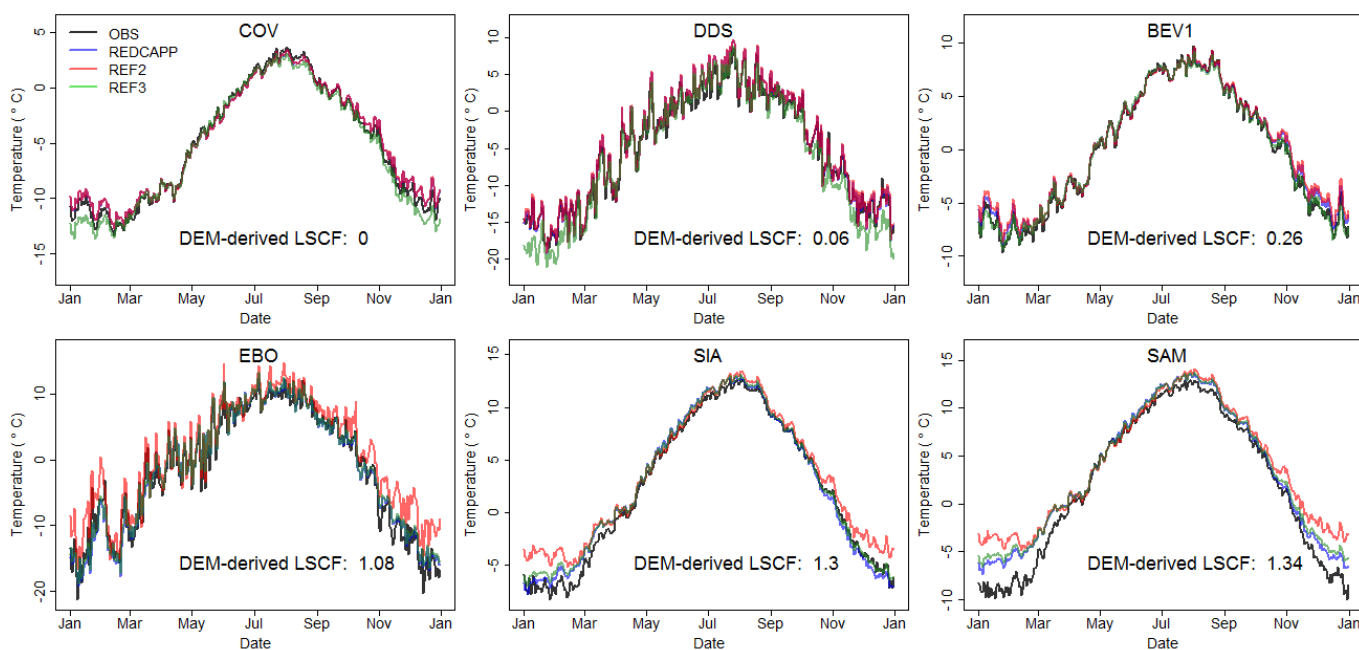 COV
OBS
REDCAPP
REF2
REF3
Temperature ( ° C)
5
0
-5
-10
-15
DEM-derived LSCF: 0
Jan Mar May Jul Sep Nov Jan
Date
DDS
Temperature ( ° C)
10
5
0
-5
-10
-15
-20
DEM-derived LSCF: 0.06
Jan Mar May Jul Sep Nov Jan
Date
BEV1
Temperature ( ° C)
10
5
0
-5
-10
DEM-derived LSCF: 0.26
Jan Mar May Jul Sep Nov Jan
Date
EBO
Temperature ( ° C)
10
0
-10
-20
DEM-derived LSCF: 1.08
Jan Mar May Jul Sep Nov Jan
Date
SIA
Temperature ( ° C)
15
10
5
0
-5
DEM-derived LSCF: 1.3
Jan Mar May Jul Sep Nov Jan
Date
SAM
Temperature ( ° C)
15
10
5
0
-5
-10
DEM-derived LSCF: 1.34
Jan Mar May Jul Sep Nov Jan
Date